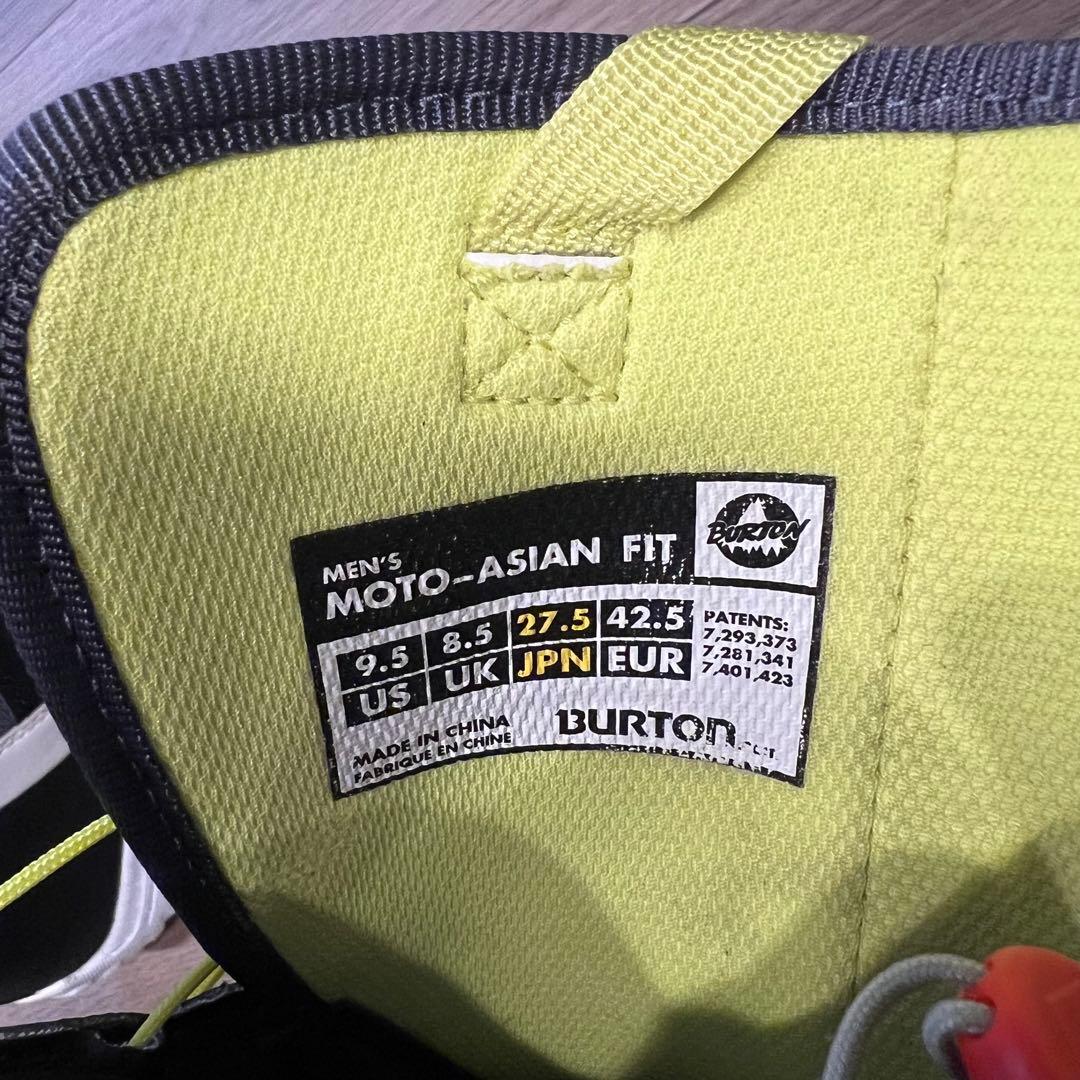 MEN'S
MOTO-ASIAN FIT
BURTON
9.5 8.5 27.5 42.5
US UK JPN EUR
PATENTS:
7,293,373
7,281,341
7,401,423
MADE IN CHINA
FABRIQUE EN CHINE
BURTON